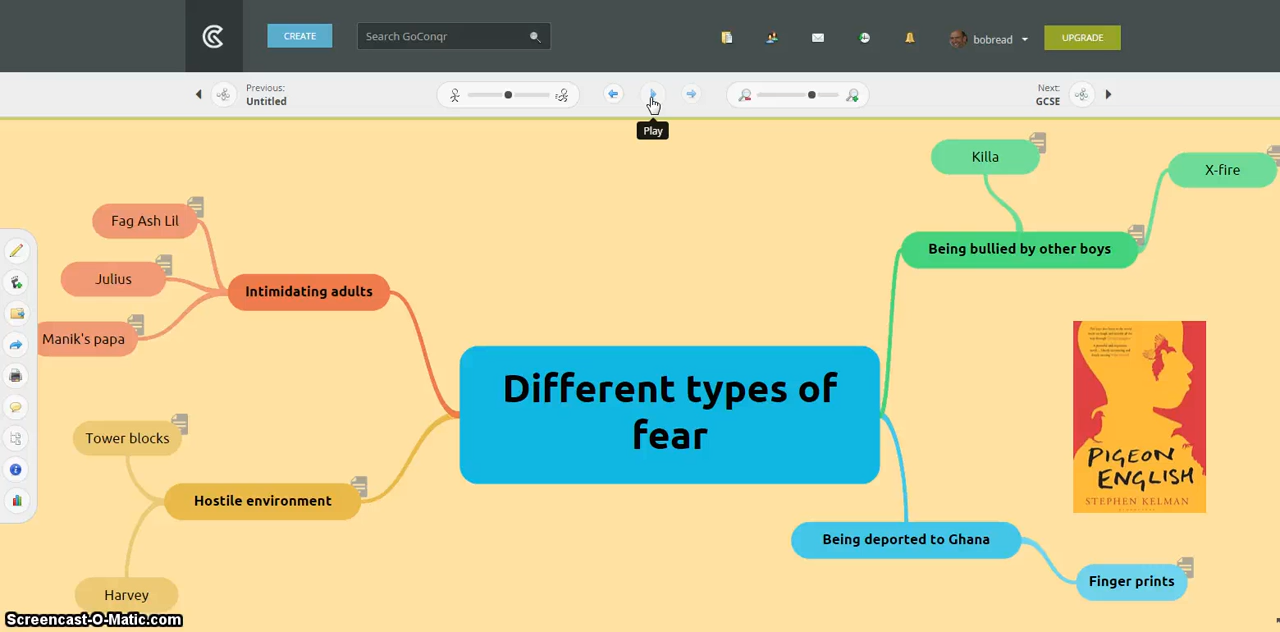 CREATE
Search GoConqr
bobread
UPGRADE
Previous:
Untitled
Next:
GCSE
Play
Killa
X-fire
Fag Ash Lil
Being bullied by other boys
Julius
Intimidating adults
Manik's papa
Different types of
fear
Tower blocks
PIGEON
ENGLISH
STEPHEN KELMAN
Hostile environment
Being deported to Ghana
Finger prints
Harvey
Screencast-O-Matic.com